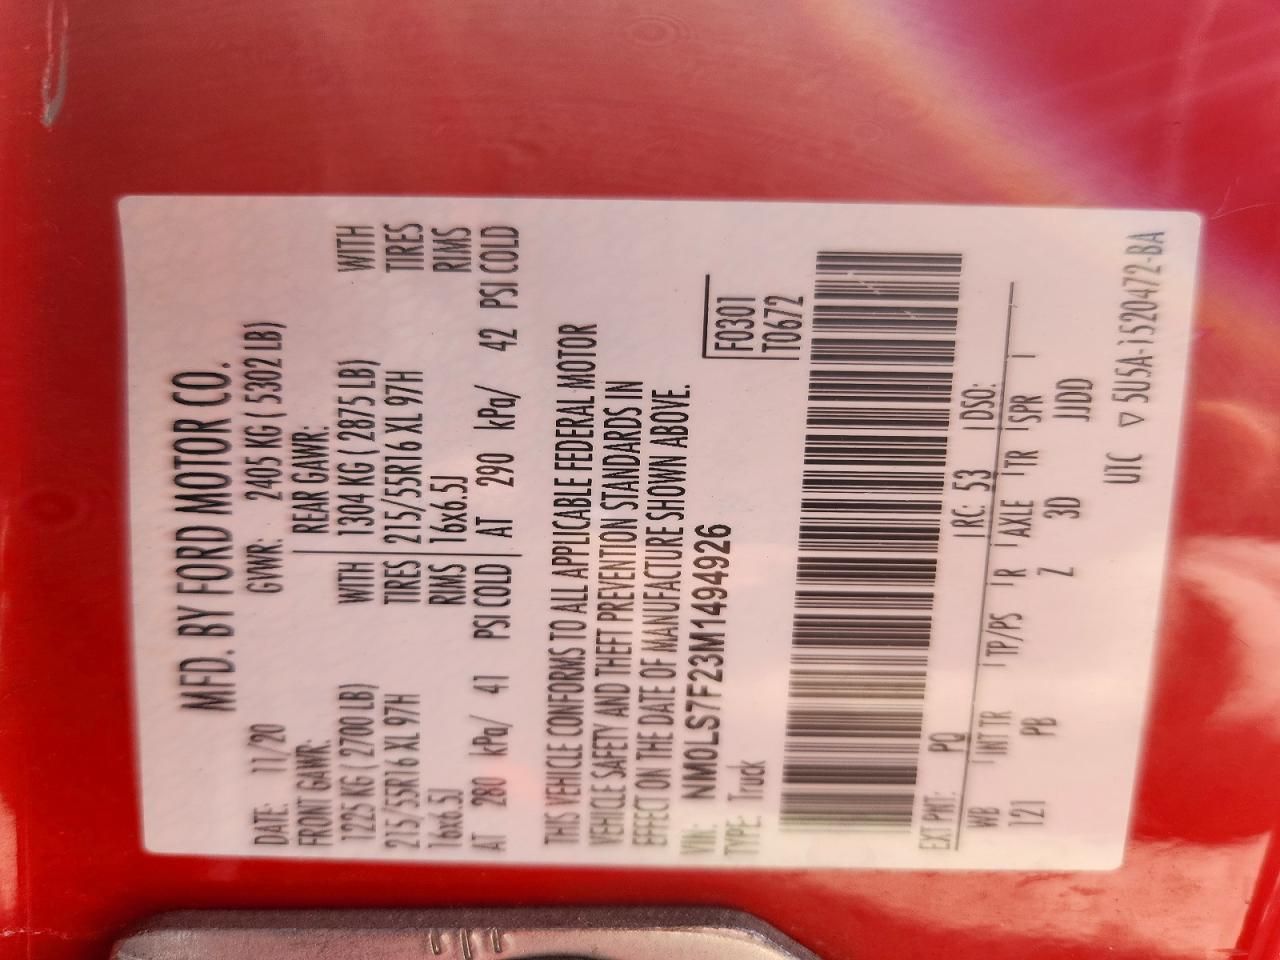 MFD. BY FORD MOTOR CO.
DATE: 11/20 GVWR: 2405 KG ( 5302 LB)
FRONT GAWR: REAR GAWR:
1225 KG ( 2700 LB) WITH 1304 KG ( 2875 LB) WITH
215/55R16 XL 97H TIRES 215/55R16 XL 97H TIRES
16x6.5J RIMS 16x6.5J RIMS
AT 280 kPa/ 41 PSI COLD AT 290 kPa/ 42 PSI COLD
THIS VEHICLE CONFORMS TO ALL APPLICABLE FEDERAL MOTOR
VEHICLE SAFETY AND THEFT PREVENTION STANDARDS IN
EFFECT ON THE DATE OF MANUFACTURE SHOWN ABOVE.
VIN: NM0LS7F23M1494926
TYPE: Truck
F0301
T0672
EXT PNT: PQ RC: 53 DSO:
WB INT TR TP/PS R AXLE TR SPR
121 PB Z 3D JJDD
UTC ▽ 5U5A-1520472-BA